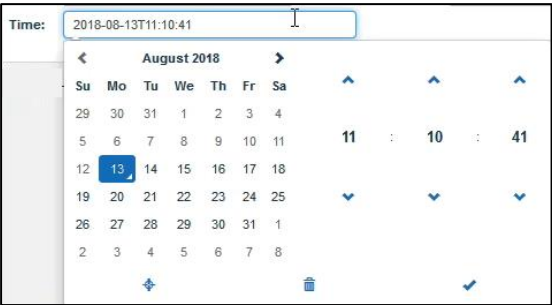 Time: 2018-08-13T11:10:41
August 2018
Su Mo Tu We Th Fr Sa
29 30 31 1 2 3 4
5 6 7 8 9 10 11
11 : 10 : 41
12 13 14 15 16 17 18
19 20 21 22 23 24 25
26 27 28 29 30 31 1
2 3 4 5 6 7 8